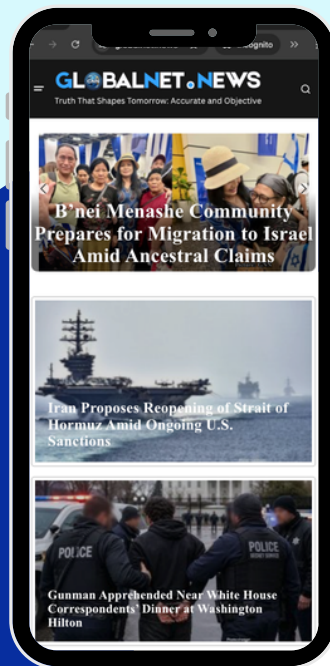 GLOBALNET.NEWS
Truth That Shapes Tomorrow: Accurate and Objective
B'nei Menashe Community
Prepares for Migration to Israel
Amid Ancestral Claims
Iran Proposes Reopening of Strait of
Hormuz Amid Ongoing U.S.
Sanctions
POLICE
POLICE
Gunman Apprehended Near White House
Correspondents' Dinner at Washington
Hilton